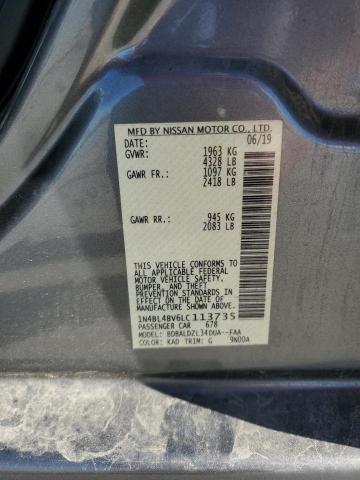 MFD BY NISSAN MOTOR CO., LTD.
DATE: 06/19
GVWR: 1963 KG
4328 LB
GAWR FR.: 1097 KG
2418 LB
GAWR RR.: 945 KG
2083 LB
THIS VEHICLE CONFORMS TO
ALL APPLICABLE FEDERAL
MOTOR VEHICLE SAFETY,
BUMPER, AND THEFT
PREVENTION STANDARDS
IN EFFECT ON THE DATE OF
MANUFACTURE SHOWN ABOVE.
1N4BL4BV6LC113735
PASSENGER CAR 678
MODEL: BDBALDZL34DUA--FAA
COLOR: KAD TRIM: G 9N00A